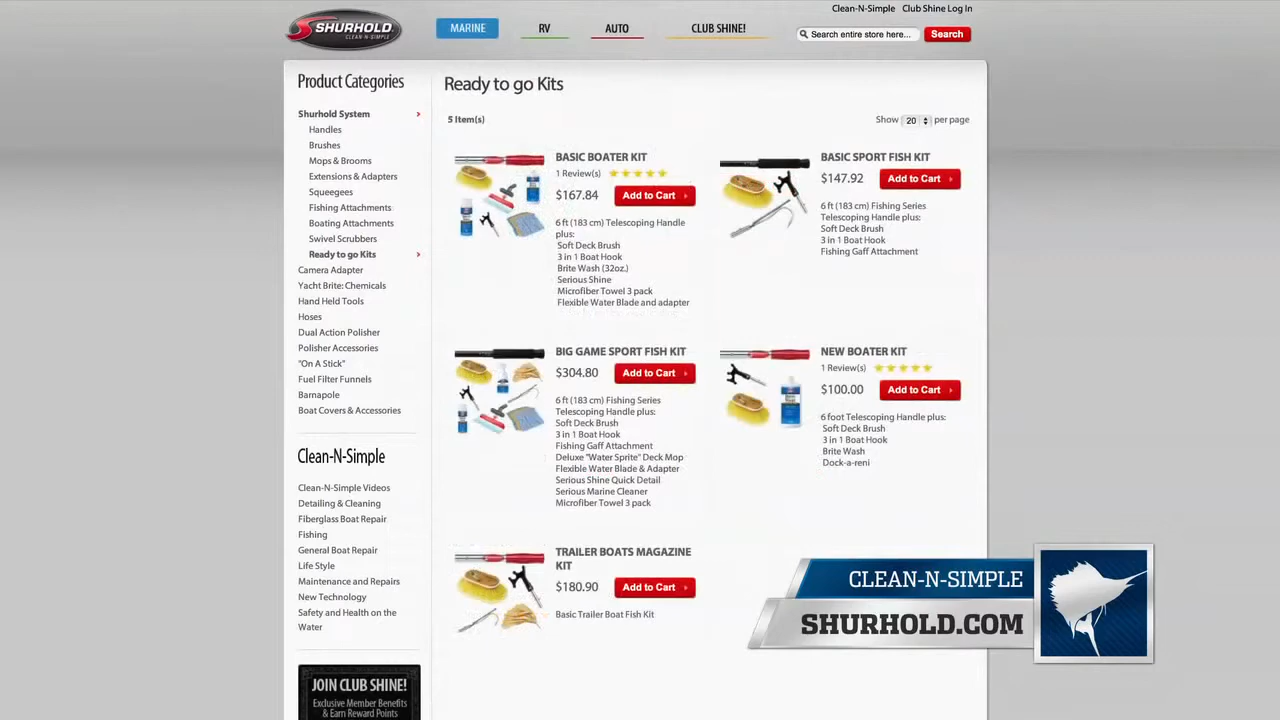 Clean-N-Simple Club Shine Log In
SHURHOLD
CLEAN-N-SIMPLE
MARINE RV AUTO CLUB SHINE! Search entire store here... Search
Product Categories
Shurhold System
Handles
Brushes
Mops & Brooms
Extensions & Adapters
Squeegees
Fishing Attachments
Boating Attachments
Swivel Scrubbers
Ready to go Kits
Camera Adapter
Yacht Brite: Chemicals
Hand Held Tools
Hoses
Dual Action Polisher
Polisher Accessories
"On A Stick"
Fuel Filter Funnels
Barnapole
Boat Covers & Accessories
Clean-N-Simple
Clean-N-Simple Videos
Detailing & Cleaning
Fiberglass Boat Repair
Fishing
General Boat Repair
Life Style
Maintenance and Repairs
New Technology
Safety and Health on the
Water
JOIN CLUB SHINE!
Exclusive Member Benefits
& Earn Reward Points
Ready to go Kits
5 Item(s) Show 20 per page
BASIC BOATER KIT
1 Review(s)
$167.84 Add to Cart
6 ft (183 cm) Telescoping Handle
plus:
Soft Deck Brush
3 in 1 Boat Hook
Brite Wash (32oz.)
Serious Shine
Microfiber Towel 3 pack
Flexible Water Blade and adapter
BASIC SPORT FISH KIT
$147.92 Add to Cart
6 ft (183 cm) Fishing Series
Telescoping Handle plus:
Soft Deck Brush
3 in 1 Boat Hook
Fishing Gaff Attachment
BIG GAME SPORT FISH KIT
$304.80 Add to Cart
6 ft (183 cm) Fishing Series
Telescoping Handle plus:
Soft Deck Brush
3 in 1 Boat Hook
Fishing Gaff Attachment
Deluxe "Water Sprite" Deck Mop
Flexible Water Blade & Adapter
Serious Shine Quick Detail
Serious Marine Cleaner
Microfiber Towel 3 pack
NEW BOATER KIT
1 Review(s)
$100.00 Add to Cart
6 foot Telescoping Handle plus:
Soft Deck Brush
3 in 1 Boat Hook
Brite Wash
Dock-a-reni
TRAILER BOATS MAGAZINE
KIT
$180.90 Add to Cart
Basic Trailer Boat Fish Kit
CLEAN-N-SIMPLE
SHURHOLD.COM